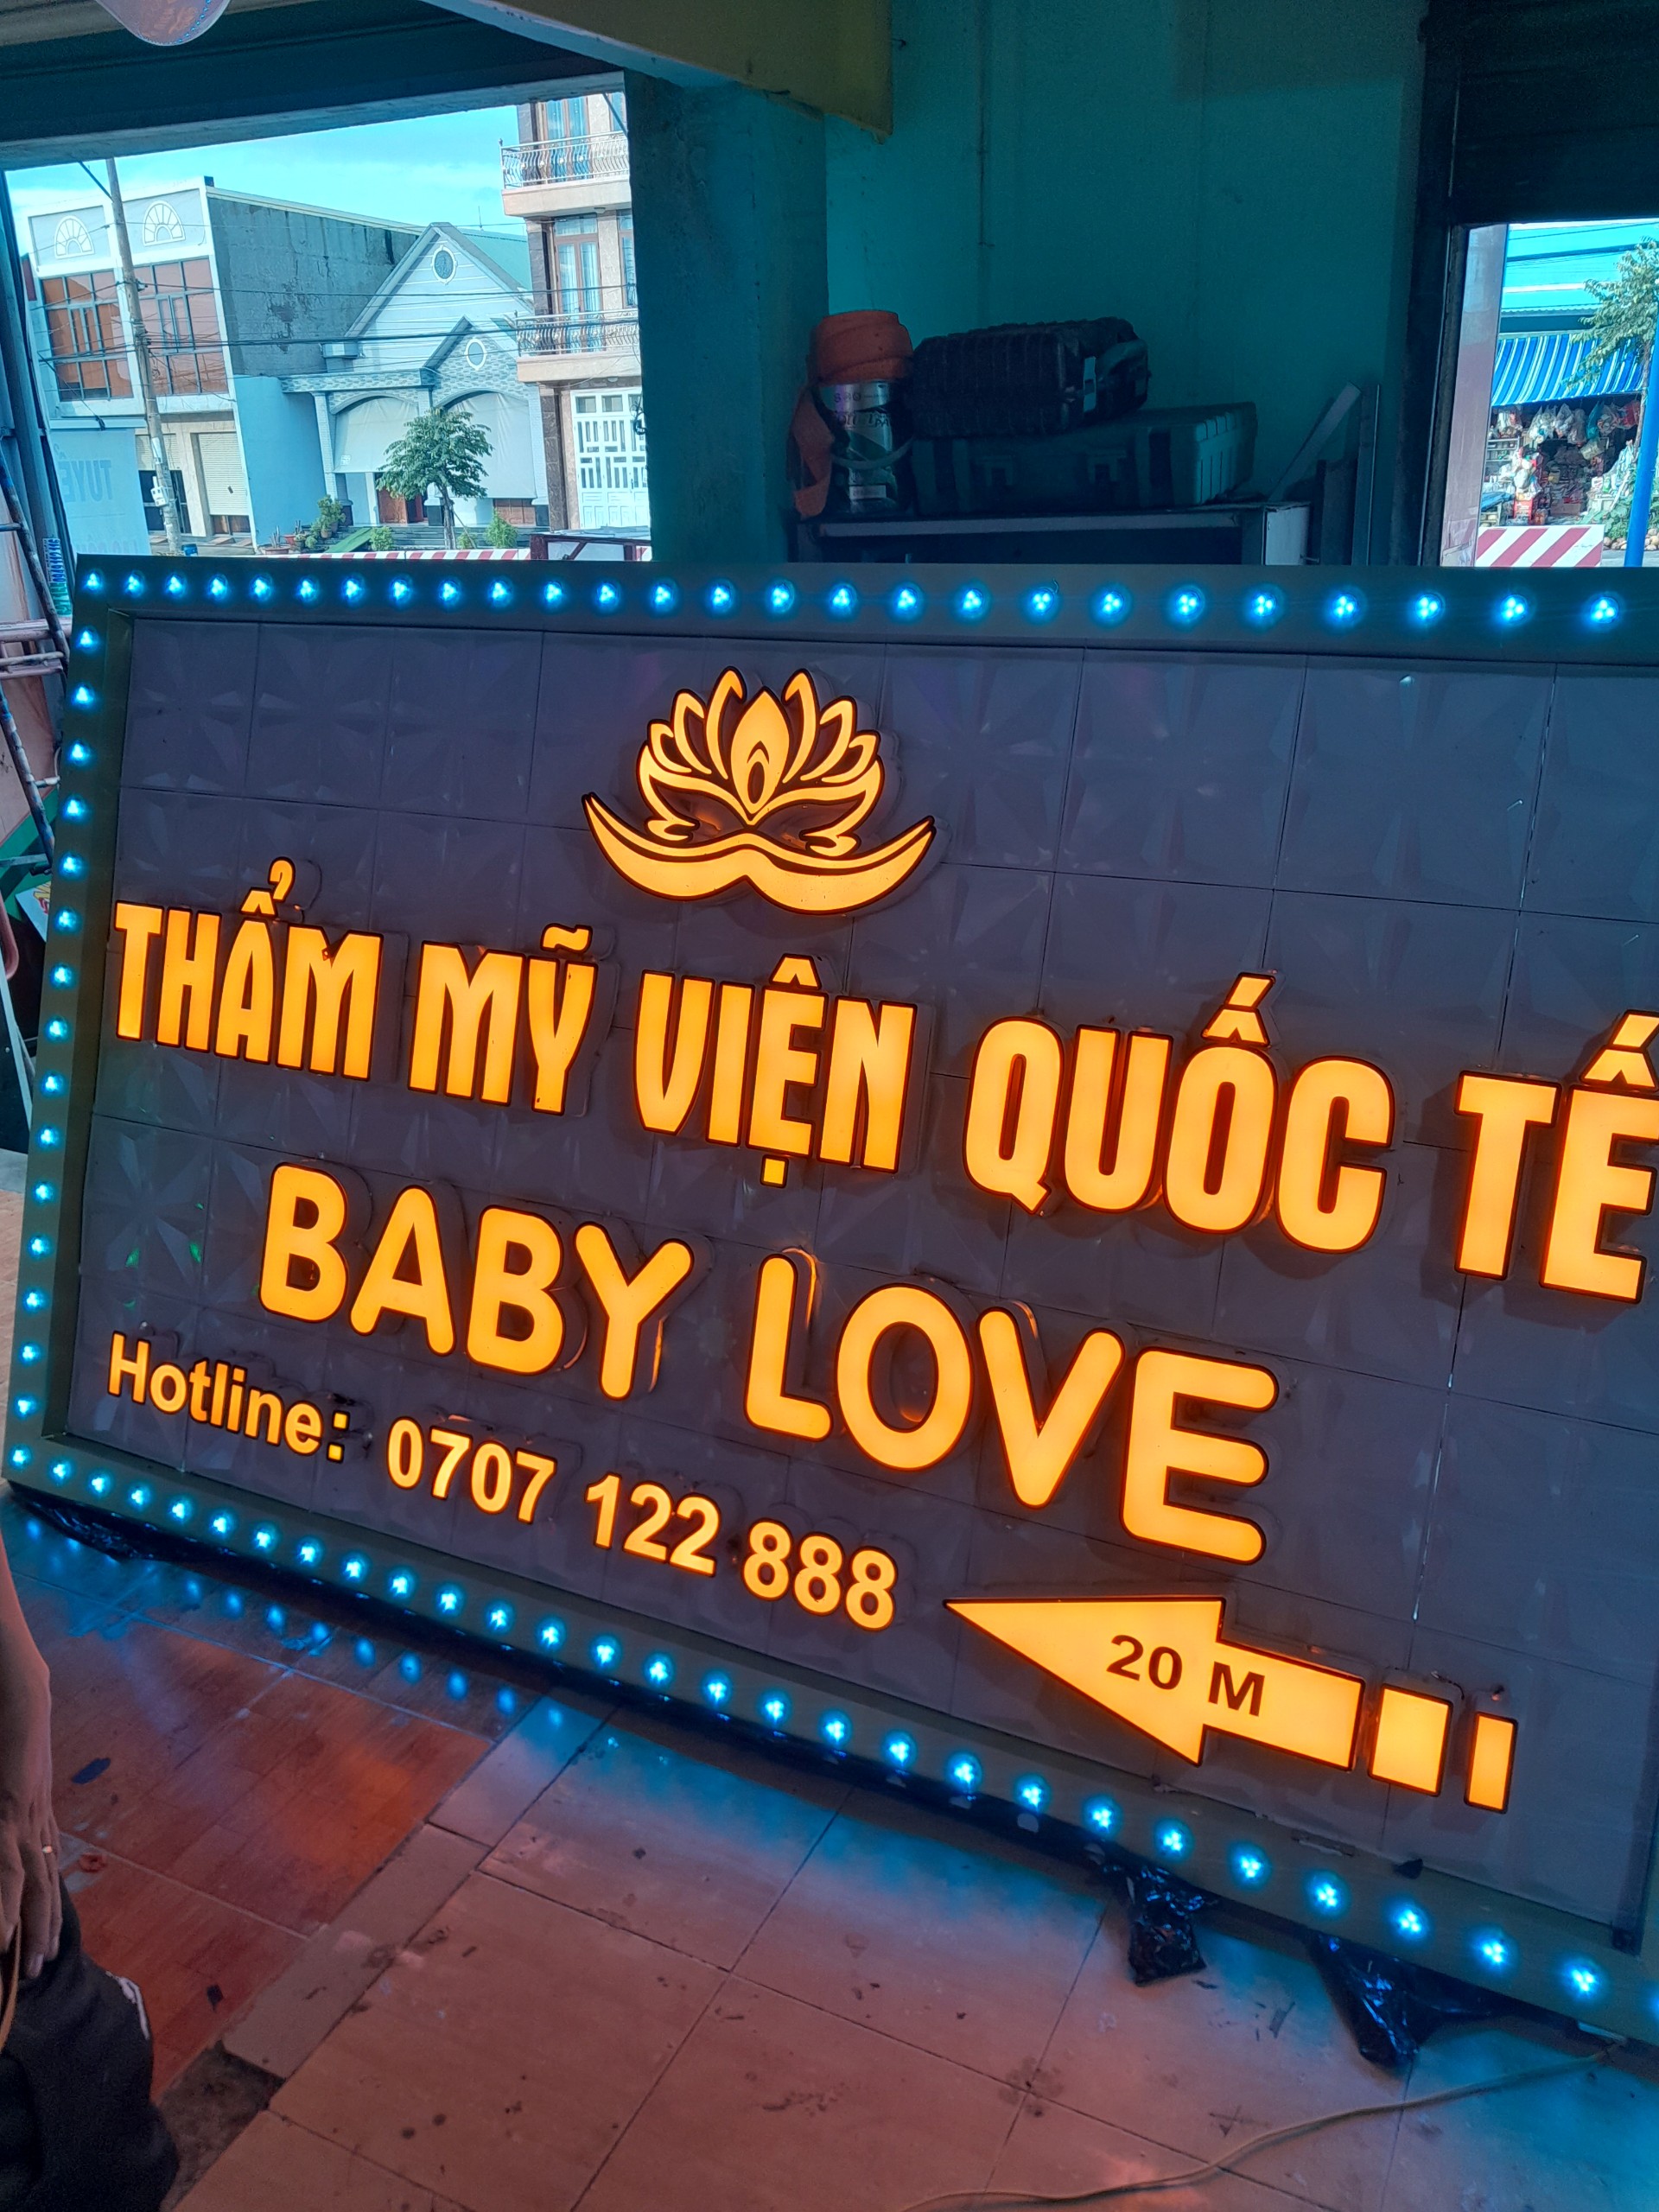 THẨM MỸ VIỆN QUỐC TẾ
BABY LOVE
Hotline: 0707 122 888
20 M